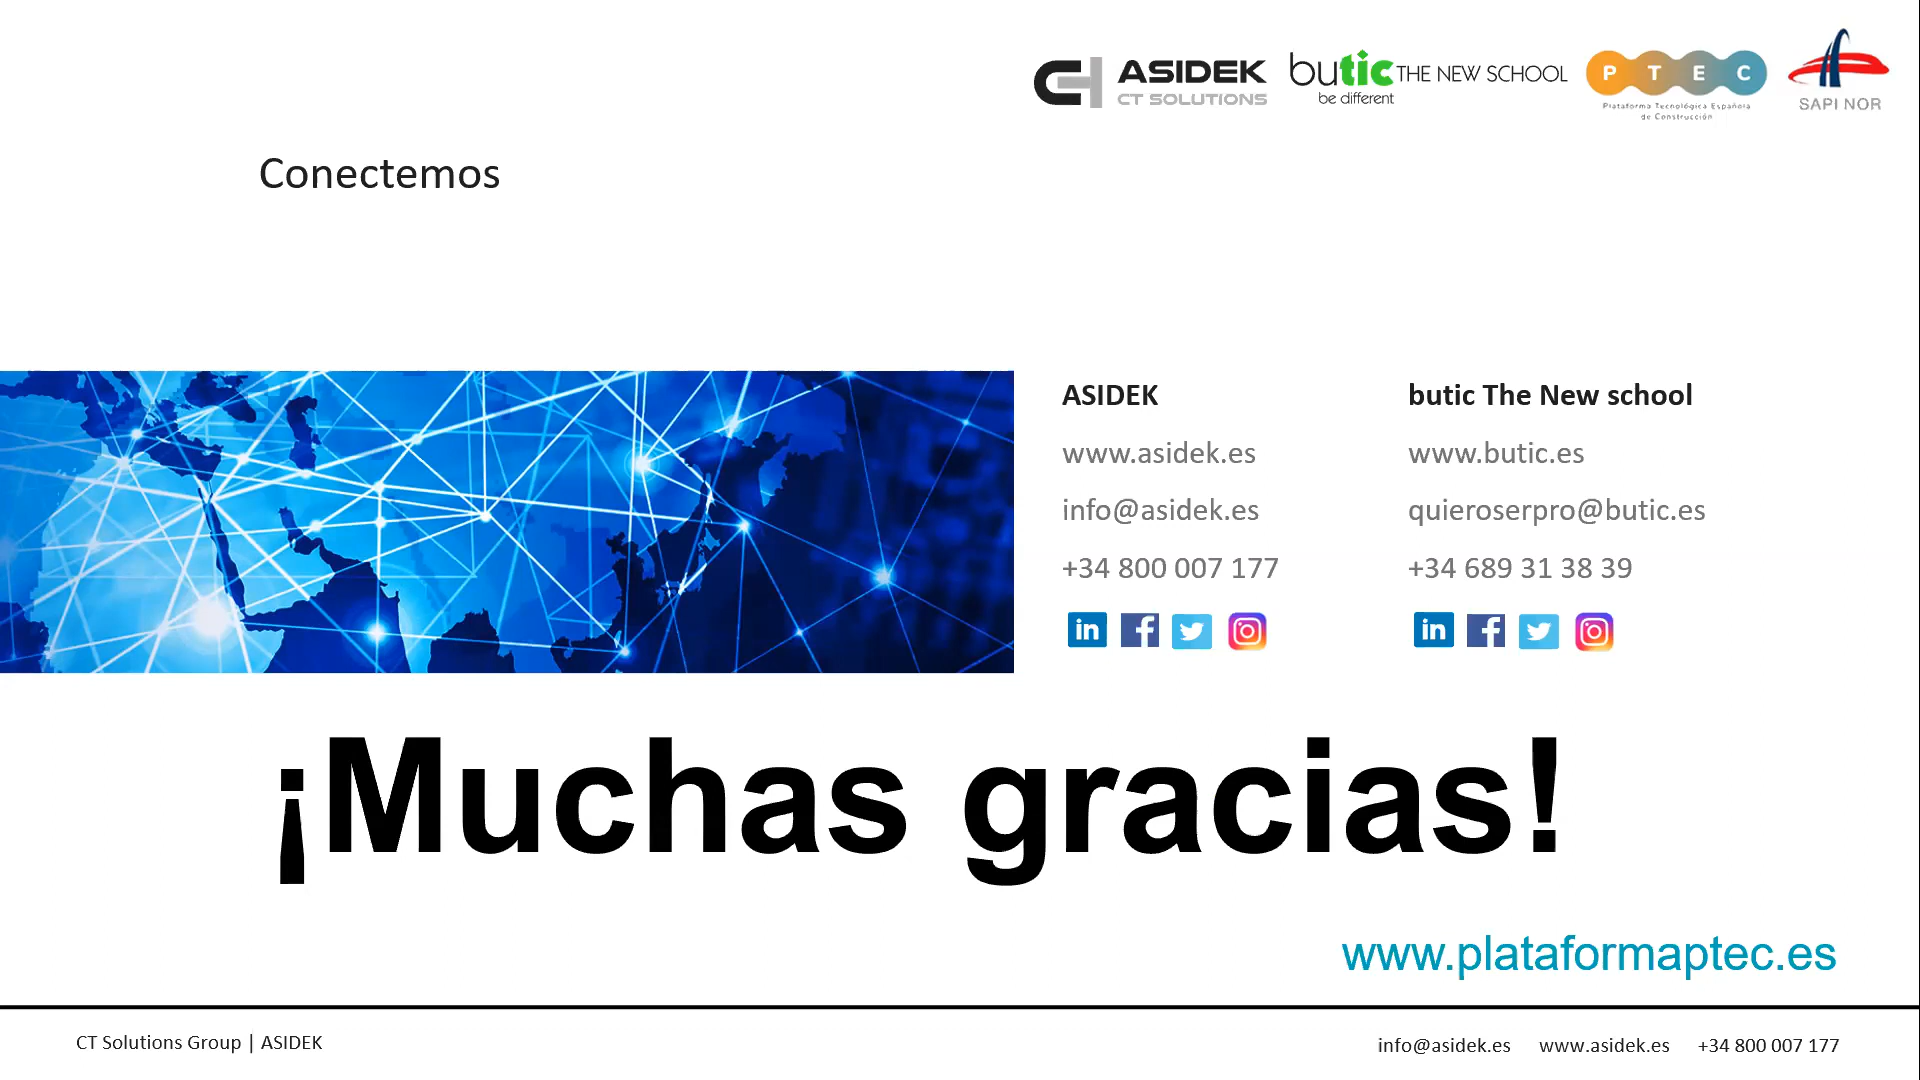 ASIDEK
CT SOLUTIONS
butic THE NEW SCHOOL
be different
P T E C
Plataforma Tecnológica Española
de Construcción
SAPI NOR
Conectemos
ASIDEK
www.asidek.es
info@asidek.es
+34 800 007 177
butic The New school
www.butic.es
quieroserpro@butic.es
+34 689 31 38 39
¡Muchas gracias!
www.plataformaptec.es
CT Solutions Group | ASIDEK
info@asidek.es www.asidek.es +34 800 007 177